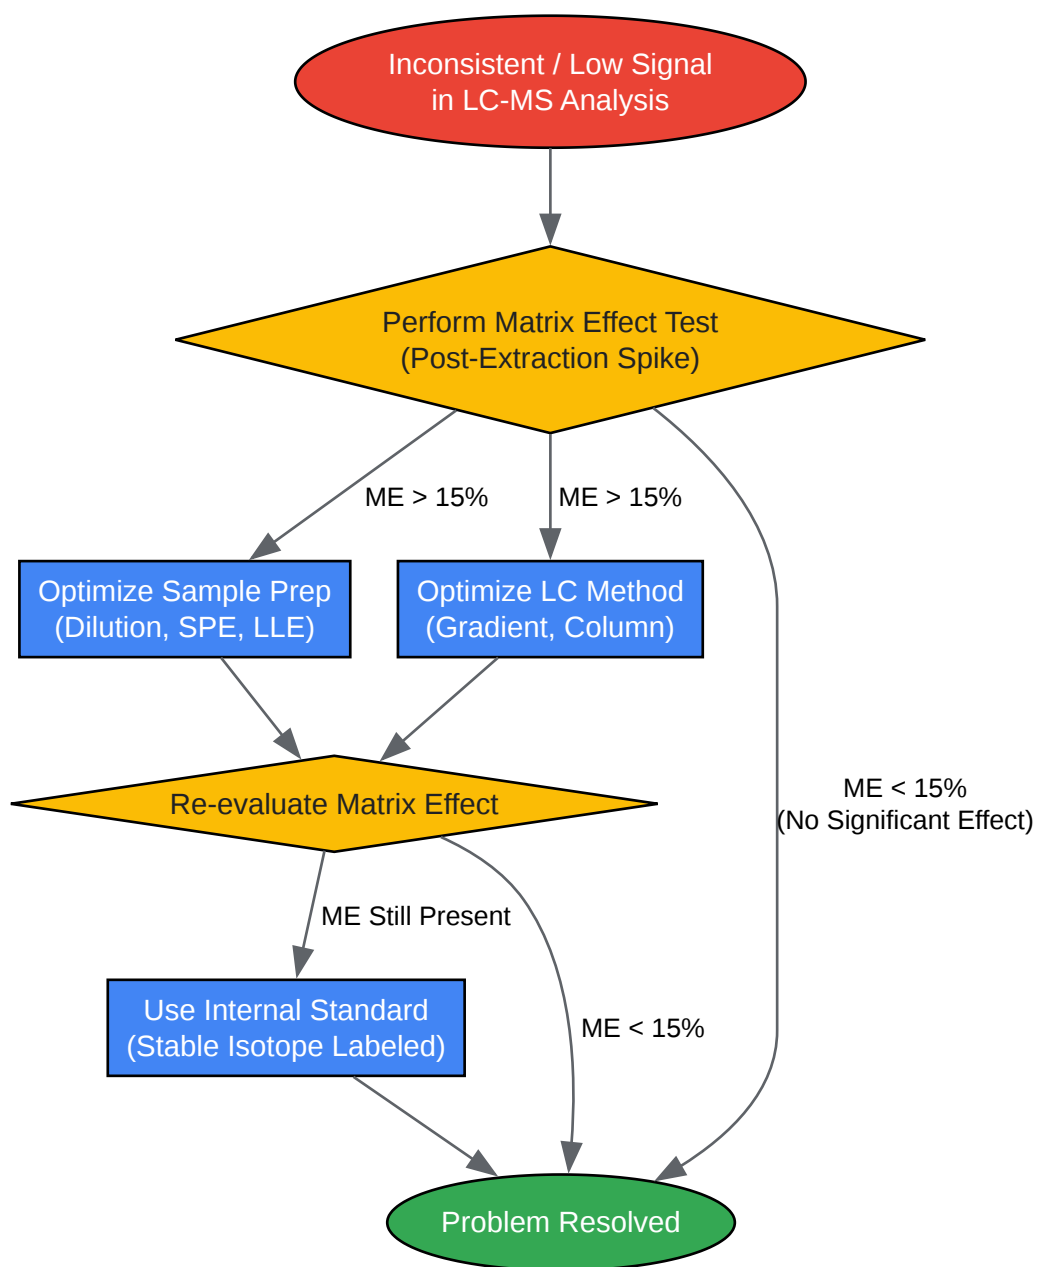 Inconsistent / Low Signal
in LC-MS Analysis
Perform Matrix Effect Test
(Post-Extraction Spike)
ME > 15%
ME > 15%
Optimize Sample Prep
(Dilution, SPE, LLE)
Optimize LC Method
(Gradient, Column)
ME < 15%
(No Significant Effect)
Re-evaluate Matrix Effect
ME Still Present
Use Internal Standard
(Stable Isotope Labeled)
ME < 15%
Problem Resolved